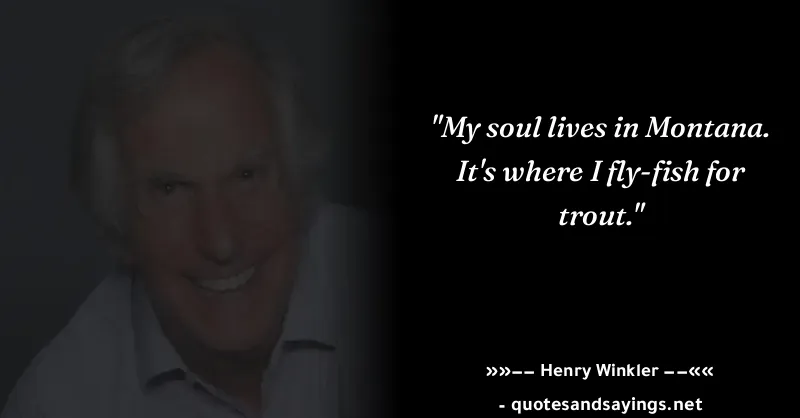 "My soul lives in Montana.
It's where I fly-fish for
trout."
»»−− Henry Winkler −−««
- quotesandsayings.net